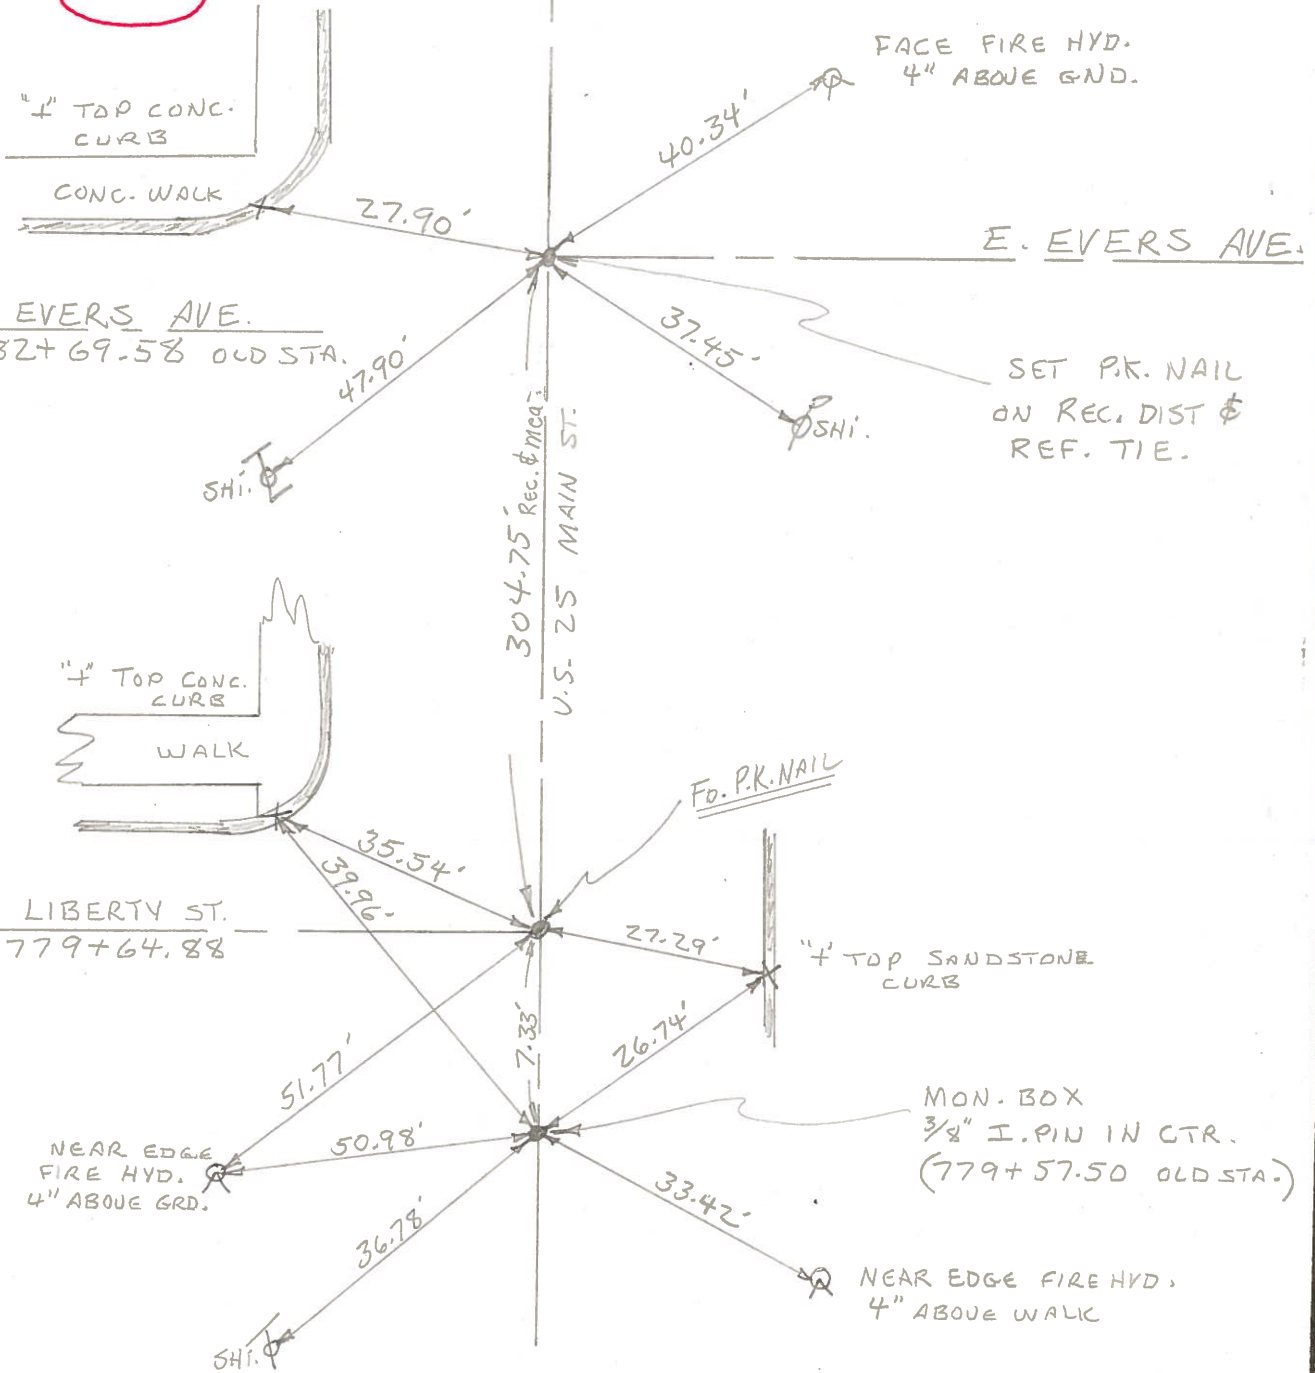 FACE FIRE HYD.
4" ABOVE GND.
"+" TOP CONC.
CURB
40.34'
CONC. WALK
27.90'
E. EVERS AVE.
EVERS AVE.
82+69.58 OLD STA.
47.90'
37.45'
SET P.K. NAIL
ON REC. DIST &
REF. TIE.
SHI.
SHI.
304.75' REC. & Mea.
U.S. 25 MAIN ST.
"+" TOP CONC.
CURB
WALK
FD. P.K. NAIL
35.54'
39.96'
LIBERTY ST.
779+64.88
27.29'
"+" TOP SANDSTONE
CURB
7.33'
26.74'
51.77'
MON. BOX
3/8" I. PIN IN CTR.
(779+57.50 OLD STA.)
50.98'
NEAR EDGE
FIRE HYD.
4" ABOVE GRD.
33.42'
36.78'
NEAR EDGE FIRE HYD.
4" ABOVE WALK
SHI.